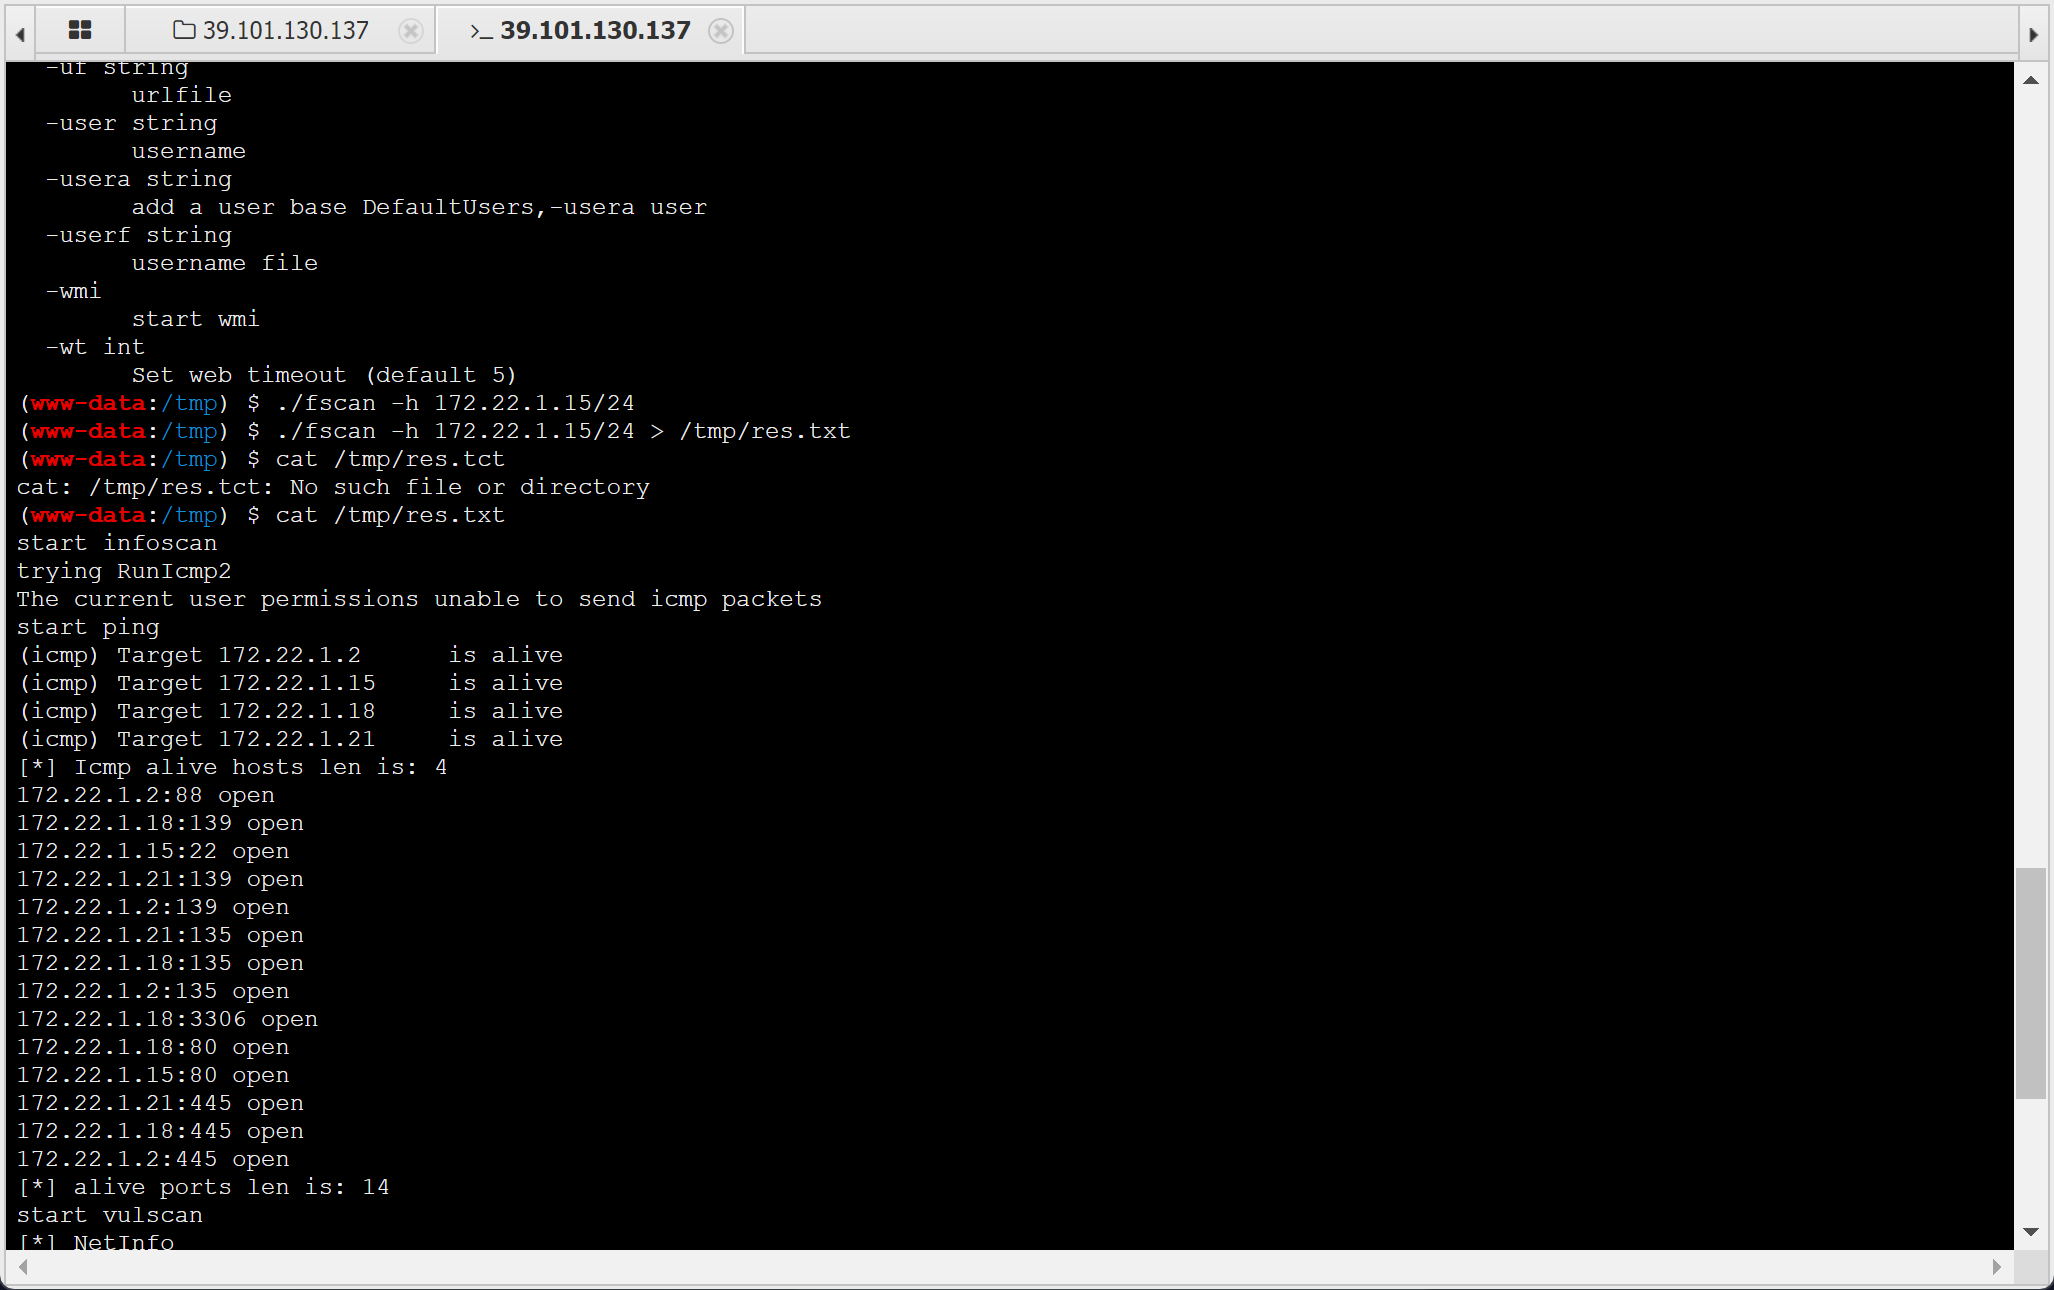 39.101.130.137
>_ 39.101.130.137
-uf string
urlfile
-user string
username
-usera string
add a user base DefaultUsers,-usera user
-userf string
username file
-wmi
start wmi
-wt int
Set web timeout (default 5)
(www-data:/tmp) $ ./fscan -h 172.22.1.15/24
(www-data:/tmp) $ ./fscan -h 172.22.1.15/24 > /tmp/res.txt
(www-data:/tmp) $ cat /tmp/res.tct
cat: /tmp/res.tct: No such file or directory
(www-data:/tmp) $ cat /tmp/res.txt
start infoscan
trying RunIcmp2
The current user permissions unable to send icmp packets
start ping
(icmp) Target 172.22.1.2      is alive
(icmp) Target 172.22.1.15     is alive
(icmp) Target 172.22.1.18     is alive
(icmp) Target 172.22.1.21     is alive
[*] Icmp alive hosts len is: 4
172.22.1.2:88 open
172.22.1.18:139 open
172.22.1.15:22 open
172.22.1.21:139 open
172.22.1.2:139 open
172.22.1.21:135 open
172.22.1.18:135 open
172.22.1.2:135 open
172.22.1.18:3306 open
172.22.1.18:80 open
172.22.1.15:80 open
172.22.1.21:445 open
172.22.1.18:445 open
172.22.1.2:445 open
[*] alive ports len is: 14
start vulscan
[*] NetInfo